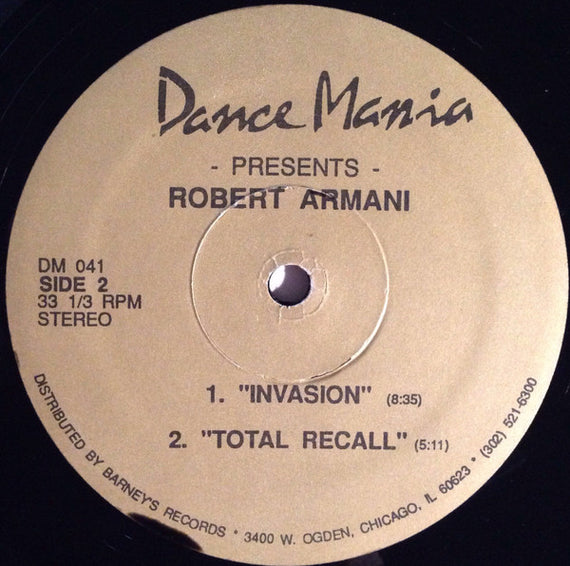 Dance Mania
- PRESENTS -
ROBERT ARMANI
DM 041
SIDE 2
33 1/3 RPM
STEREO
1. "INVASION" (8:35)
2. "TOTAL RECALL" (5:11)
DISTRIBUTED BY BARNEY'S RECORDS * 3400 W. OGDEN, CHICAGO, IL 60623 * (302) 521-6300